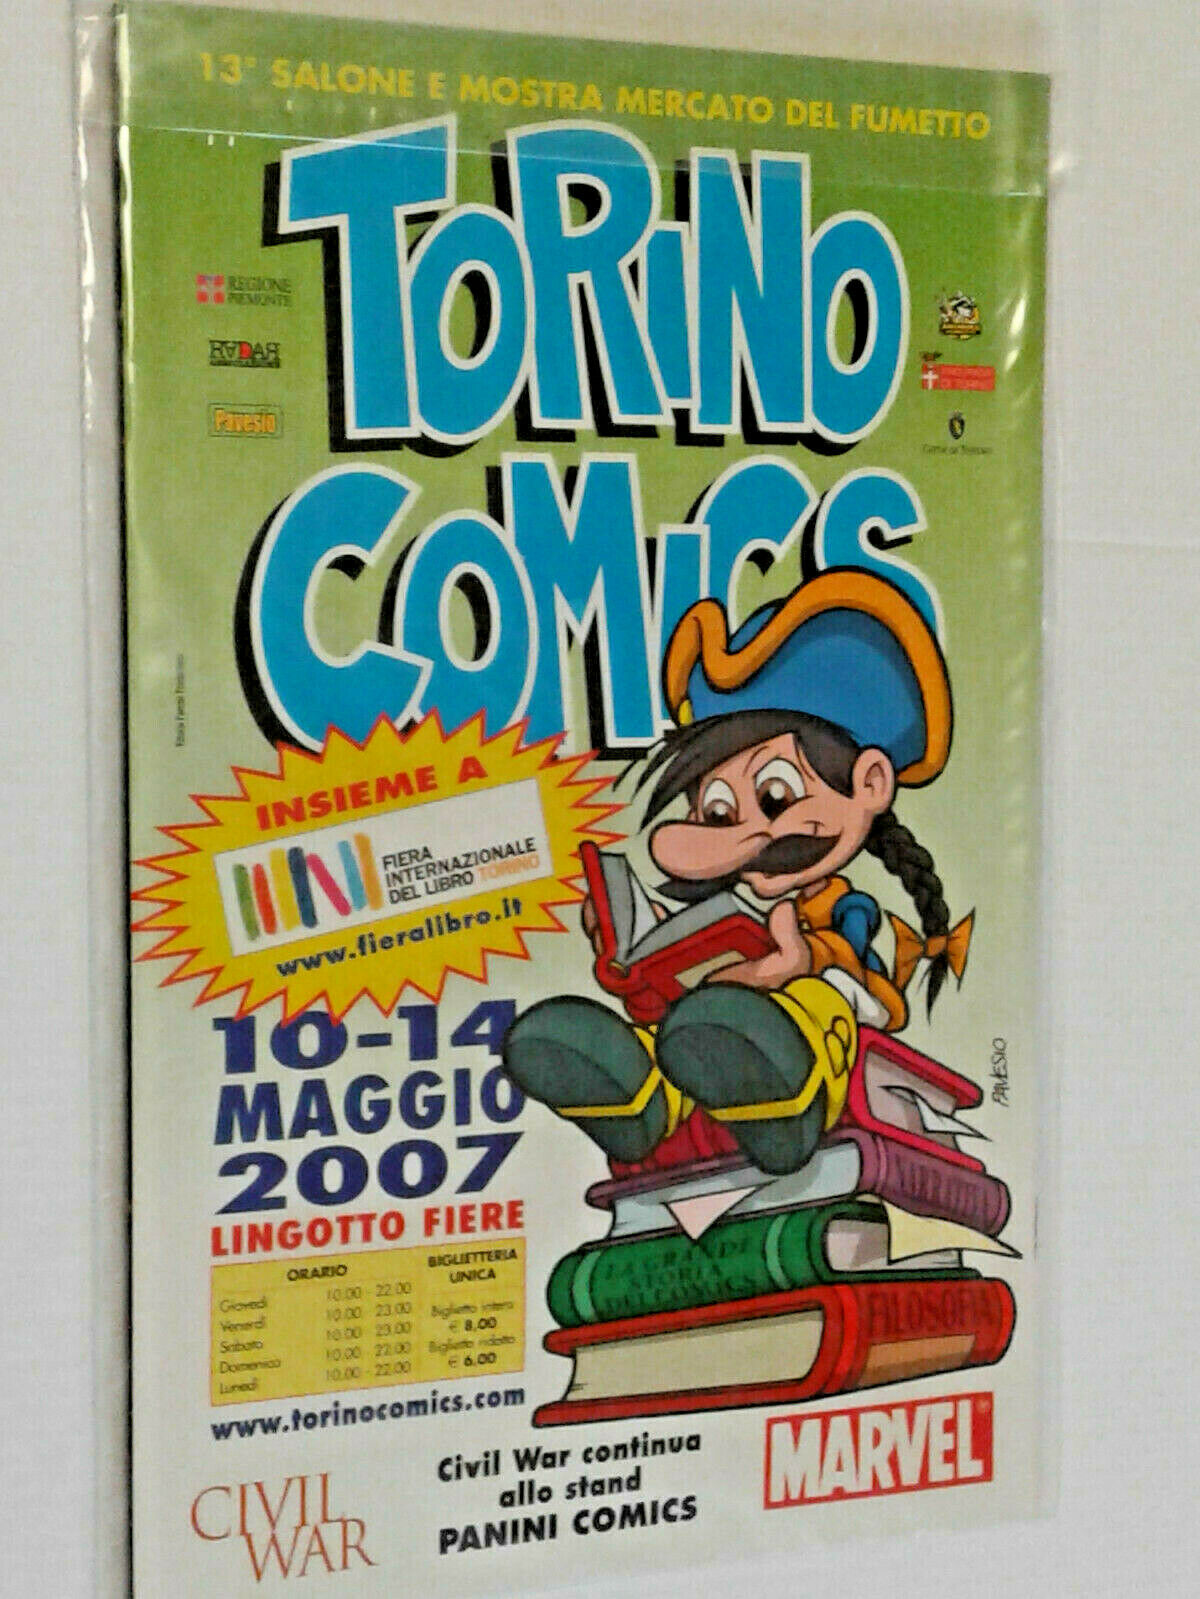 13° SALONE E MOSTRA MERCATO DEL FUMETTO
TORINO
COMICS
REGIONE
PIEMONTE
RADAR
Pavesio
INSIEME A
FIERA
INTERNAZIONALE
DEL LIBRO TORINO
www.fieralibro.it
10-14
MAGGIO
2007
LINGOTTO FIERE
ORARIO
Giovedì 10.00 - 22.00
Venerdì 10.00 - 23.00
Sabato 10.00 - 23.00
Domenica 10.00 - 22.00
Lunedì 10.00 - 22.00
BIGLIETTERIA
UNICA
Biglietto intero
€ 8,00
Biglietto ridotto
€ 6,00
www.torinocomics.com
PAVESIO
LA GRANDE
STORIA
DEI COMICS
FILOSOFIA
CIVIL
WAR
Civil War continua
allo stand
PANINI COMICS
MARVEL